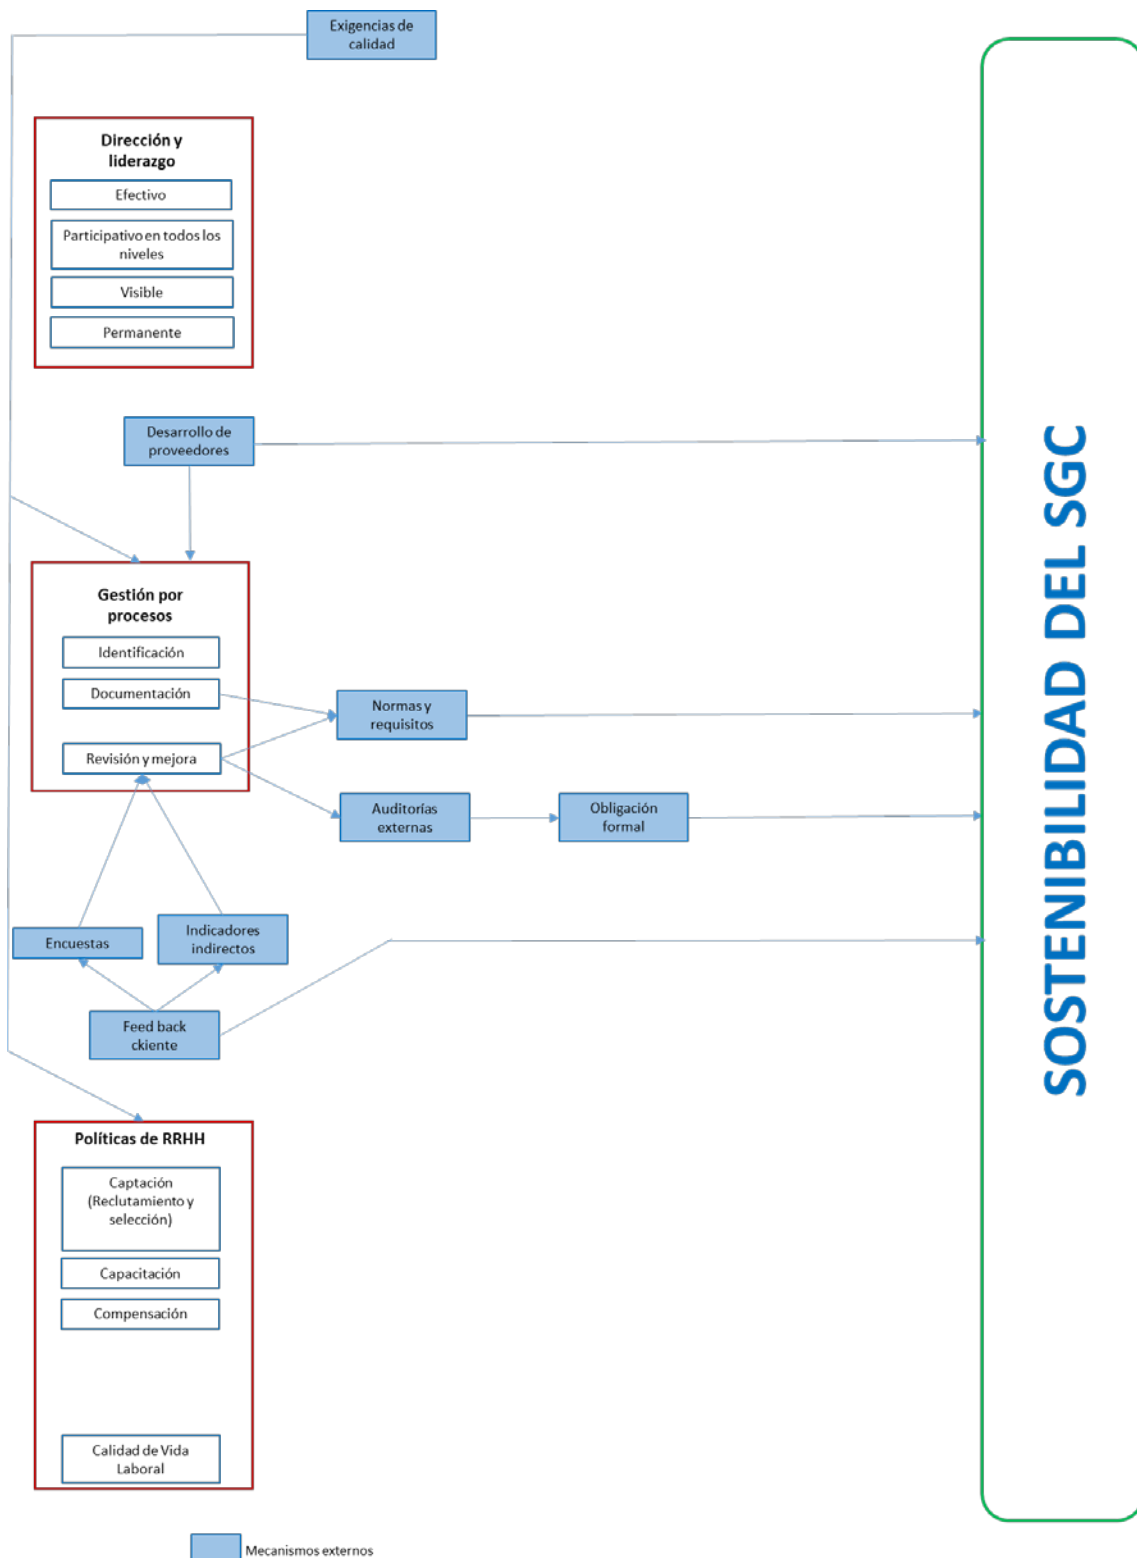 Exigencias de
calidad
Dirección y
liderazgo
Efectivo
Participativo en todos los
niveles
Visible
Permanente
Desarrollo de
proveedores
Gestión por
procesos
Identificación
Documentación
Revisión y mejora
Normas y
requisitos
Auditorías
externas
Obligación
formal
Encuestas
Indicadores
indirectos
Feed back
ckiente
Políticas de RRHH
Captación
(Reclutamiento y
selección)
Capacitación
Compensación
Calidad de Vida
Laboral
SOSTENIBILIDAD DEL SGC
Mecanismos externos